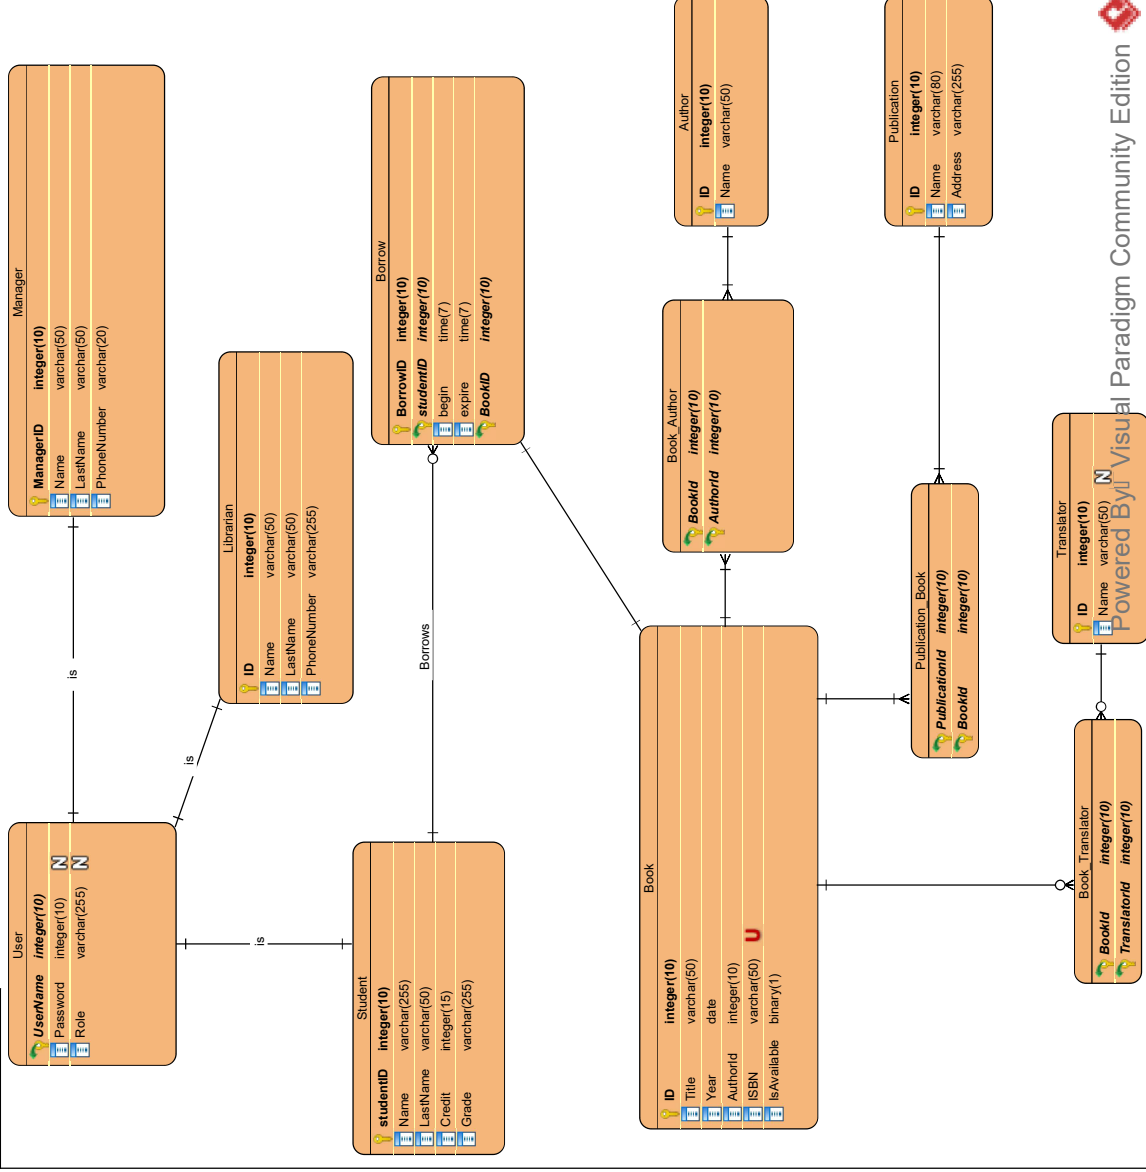 User
UserName integer(10)
Password integer(10) N
Role varchar(255) N
is
Manager
ManagerID integer(10)
Name varchar(50)
LastName varchar(50)
PhoneNumber varchar(20)
is
Librarian
ID integer(10)
Name varchar(50)
LastName varchar(50)
PhoneNumber varchar(255)
is
Student
studentID integer(10)
Name varchar(255)
LastName varchar(50)
Credit integer(15)
Grade varchar(255)
Borrows
Borrow
BorrowID integer(10)
studentID integer(10)
begin time(7)
expire time(7)
BookID integer(10)
Book
ID integer(10)
Title varchar(50)
Year date
AuthorId integer(10)
ISBN varchar(50) U
IsAvailable binary(1)
Book_Author
BookId integer(10)
AuthorId integer(10)
Author
ID integer(10)
Name varchar(50)
Publication_Book
PublicationId integer(10)
BookId integer(10)
Publication
ID integer(10)
Name varchar(80)
Address varchar(255)
Book_Translator
BookId integer(10)
TranslatorId integer(10)
Translator
ID integer(10)
Name varchar(50) N
Powered By Visual Paradigm Community Edition